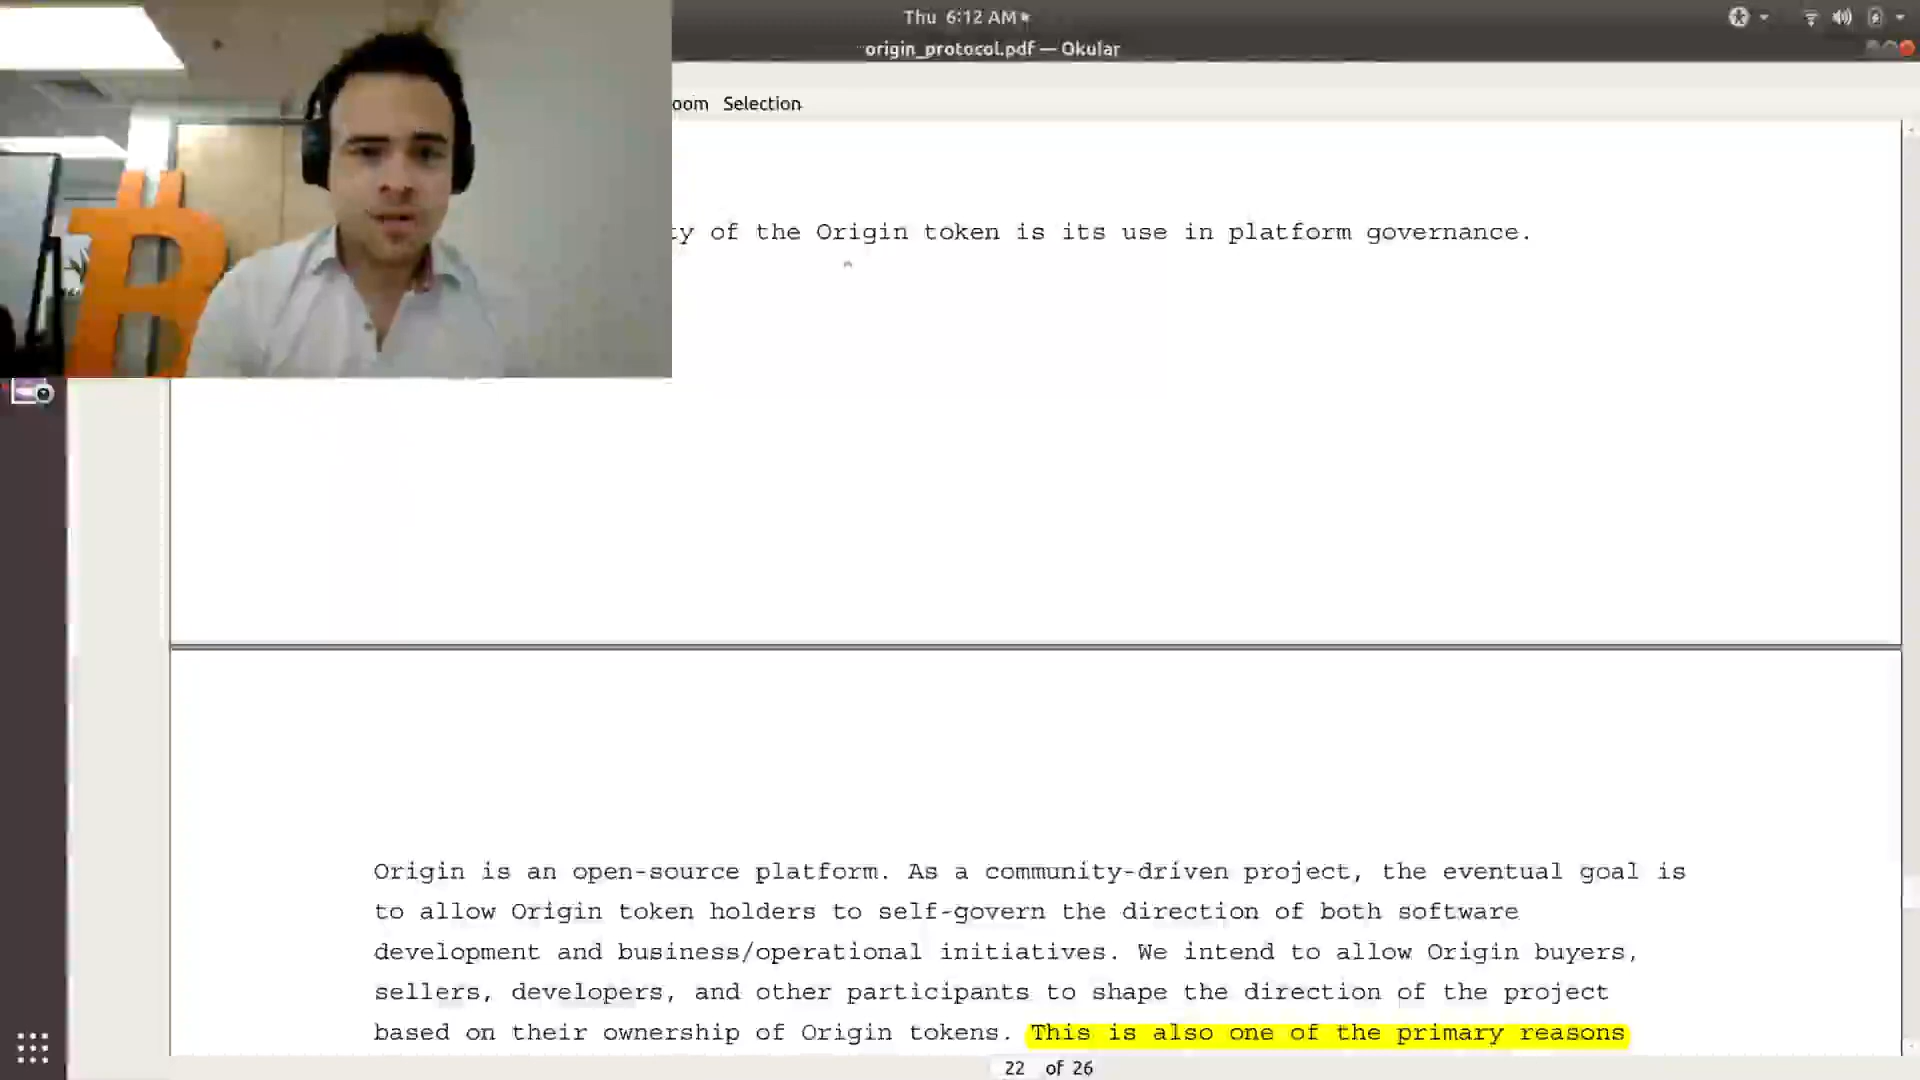 Thu 6:12 AM
origin_protocol.pdf — Okular
oom Selection
ty of the Origin token is its use in platform governance.
Origin is an open-source platform. As a community-driven project, the eventual goal is
to allow Origin token holders to self-govern the direction of both software
development and business/operational initiatives. We intend to allow Origin buyers,
sellers, developers, and other participants to shape the direction of the project
based on their ownership of Origin tokens. This is also one of the primary reasons
22 of 26